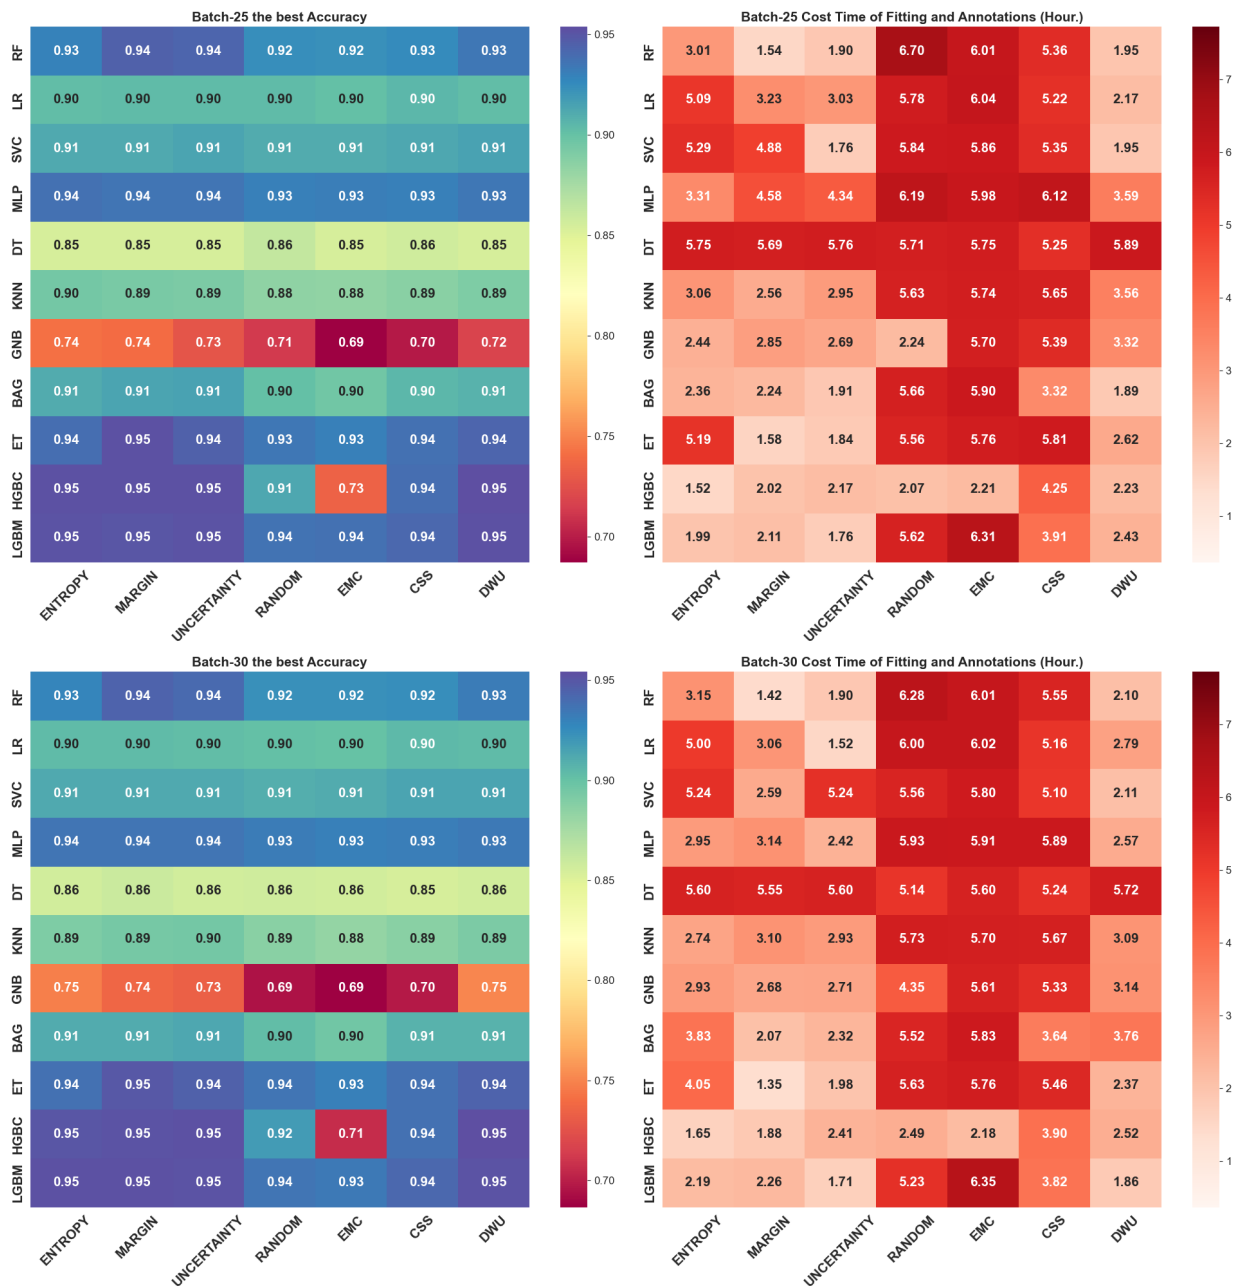 Batch-25 the best Accuracy
RF 0.93 0.94 0.94 0.92 0.92 0.93 0.93
LR 0.90 0.90 0.90 0.90 0.90 0.90 0.90
SVC 0.91 0.91 0.91 0.91 0.91 0.91 0.91
MLP 0.94 0.94 0.94 0.93 0.93 0.93 0.93
DT 0.85 0.85 0.85 0.86 0.85 0.86 0.85
KNN 0.90 0.89 0.89 0.88 0.88 0.89 0.89
GNB 0.74 0.74 0.73 0.71 0.69 0.70 0.72
BAG 0.91 0.91 0.91 0.90 0.90 0.90 0.91
ET 0.94 0.95 0.94 0.93 0.93 0.94 0.94
HGBC 0.95 0.95 0.95 0.91 0.73 0.94 0.95
LGBM 0.95 0.95 0.95 0.94 0.94 0.94 0.95
ENTROPY MARGIN UNCERTAINTY RANDOM EMC CSS DWU
0.95
0.90
0.85
0.80
0.75
0.70
Batch-25 Cost Time of Fitting and Annotations (Hour.)
RF 3.01 1.54 1.90 6.70 6.01 5.36 1.95
LR 5.09 3.23 3.03 5.78 6.04 5.22 2.17
SVC 5.29 4.88 1.76 5.84 5.86 5.35 1.95
MLP 3.31 4.58 4.34 6.19 5.98 6.12 3.59
DT 5.75 5.69 5.76 5.71 5.75 5.25 5.89
KNN 3.06 2.56 2.95 5.63 5.74 5.65 3.56
GNB 2.44 2.85 2.69 2.24 5.70 5.39 3.32
BAG 2.36 2.24 1.91 5.66 5.90 3.32 1.89
ET 5.19 1.58 1.84 5.56 5.76 5.81 2.62
HGBC 1.52 2.02 2.17 2.07 2.21 4.25 2.23
LGBM 1.99 2.11 1.76 5.62 6.31 3.91 2.43
ENTROPY MARGIN UNCERTAINTY RANDOM EMC CSS DWU
7
6
5
4
3
2
1
Batch-30 the best Accuracy
RF 0.93 0.94 0.94 0.92 0.92 0.92 0.93
LR 0.90 0.90 0.90 0.90 0.90 0.90 0.90
SVC 0.91 0.91 0.91 0.91 0.91 0.91 0.91
MLP 0.94 0.94 0.94 0.93 0.93 0.93 0.93
DT 0.86 0.86 0.86 0.86 0.86 0.85 0.86
KNN 0.89 0.89 0.90 0.89 0.88 0.89 0.89
GNB 0.75 0.74 0.73 0.69 0.69 0.70 0.75
BAG 0.91 0.91 0.91 0.90 0.90 0.91 0.91
ET 0.94 0.95 0.94 0.94 0.93 0.94 0.94
HGBC 0.95 0.95 0.95 0.92 0.71 0.94 0.95
LGBM 0.95 0.95 0.95 0.94 0.93 0.94 0.95
ENTROPY MARGIN UNCERTAINTY RANDOM EMC CSS DWU
0.95
0.90
0.85
0.80
0.75
0.70
Batch-30 Cost Time of Fitting and Annotations (Hour.)
RF 3.15 1.42 1.90 6.28 6.01 5.55 2.10
LR 5.00 3.06 1.52 6.00 6.02 5.16 2.79
SVC 5.24 2.59 5.24 5.56 5.80 5.10 2.11
MLP 2.95 3.14 2.42 5.93 5.91 5.89 2.57
DT 5.60 5.55 5.60 5.14 5.60 5.24 5.72
KNN 2.74 3.10 2.93 5.73 5.70 5.67 3.09
GNB 2.93 2.68 2.71 4.35 5.61 5.33 3.14
BAG 3.83 2.07 2.32 5.52 5.83 3.64 3.76
ET 4.05 1.35 1.98 5.63 5.76 5.46 2.37
HGBC 1.65 1.88 2.41 2.49 2.18 3.90 2.52
LGBM 2.19 2.26 1.71 5.23 6.35 3.82 1.86
ENTROPY MARGIN UNCERTAINTY RANDOM EMC CSS DWU
7
6
5
4
3
2
1